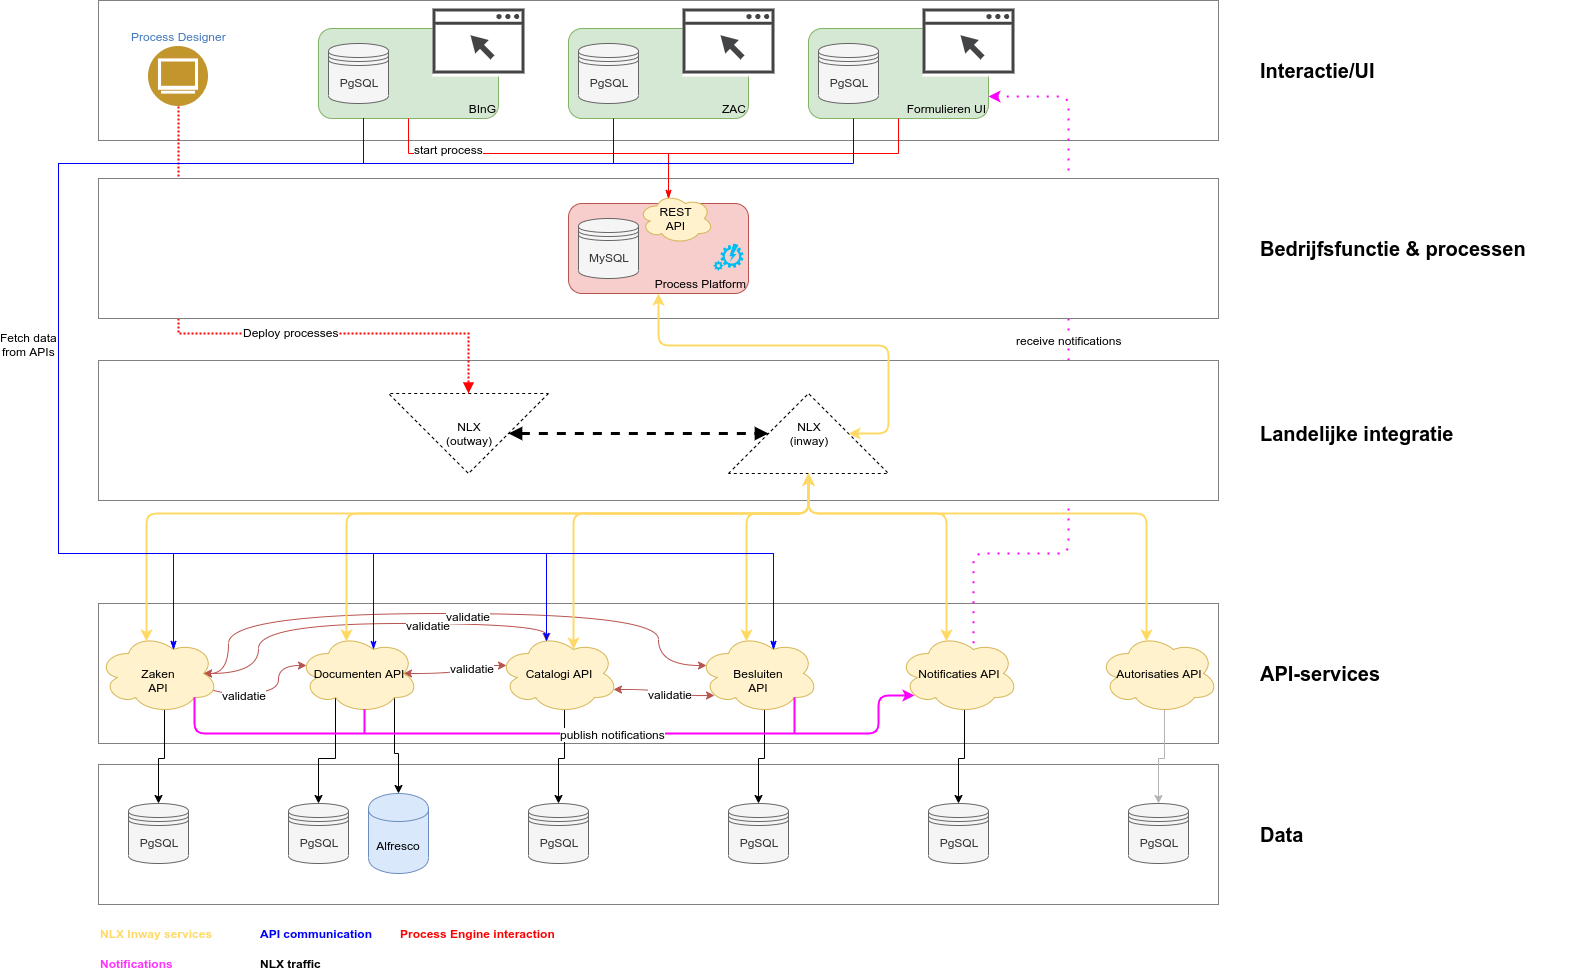 Process Designer
PgSQL
BInG
PgSQL
ZAC
PgSQL
Formulieren UI
Interactie/UI
start process
REST
API
MySQL
Process Platform
Bedrijfsfunctie & processen
Fetch data
from APIs
Deploy processes
receive notifications
NLX
(outway)
NLX
(inway)
Landelijke integratie
validatie
validatie
Zaken
API
validatie
Documenten API
validatie
Catalogi API
validatie
Besluiten
API
Notificaties API
Autorisaties API
API-services
publish notifications
PgSQL
PgSQL
Alfresco
PgSQL
PgSQL
PgSQL
PgSQL
Data
NLX Inway services
API communication
Process Engine interaction
Notifications
NLX traffic